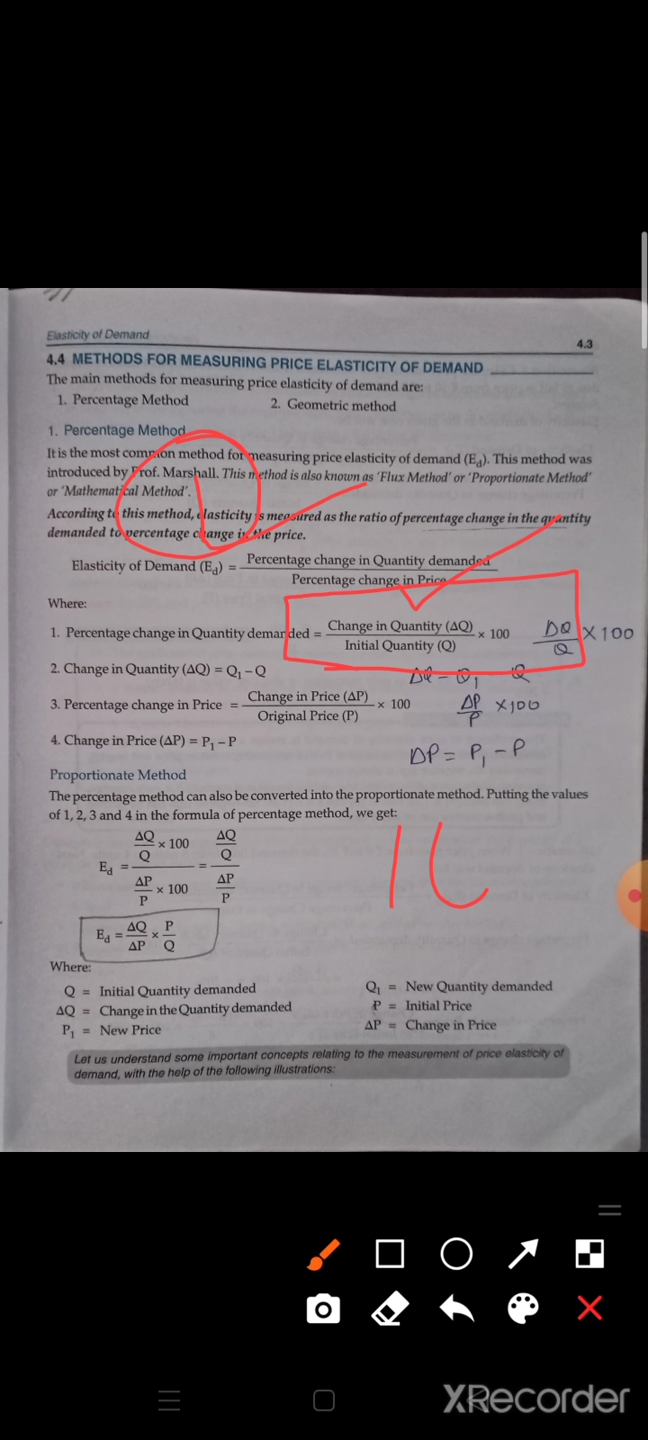 Elasticity of Demand
4.3
4.4 METHODS FOR MEASURING PRICE ELASTICITY OF DEMAND
The main methods for measuring price elasticity of demand are:
1. Percentage Method 2. Geometric method
1. Percentage Method
It is the most common method for measuring price elasticity of demand (Ed). This method was
introduced by Prof. Marshall. This method is also known as 'Flux Method' or 'Proportionate Method'
or 'Mathematical Method'.
According to this method, elasticity is measured as the ratio of percentage change in the quantity
demanded to percentage change in the price.
Elasticity of Demand (Ed) = Percentage change in Quantity demanded / Percentage change in Price
Where:
1. Percentage change in Quantity demanded = Change in Quantity (ΔQ) / Initial Quantity (Q) × 100 ΔQ / Q × 100
2. Change in Quantity (ΔQ) = Q1 – Q ΔQ – Q1 Q
3. Percentage change in Price = Change in Price (ΔP) / Original Price (P) × 100 ΔP / P × 100
4. Change in Price (ΔP) = P1 – P ΔP = P1 – P
Proportionate Method
The percentage method can also be converted into the proportionate method. Putting the values
of 1, 2, 3 and 4 in the formula of percentage method, we get:
Ed = ΔQ/Q × 100 / ΔP/P × 100 = ΔQ/Q / ΔP/P
Ed = ΔQ/ΔP × P/Q
Where:
Q = Initial Quantity demanded Q1 = New Quantity demanded
ΔQ = Change in the Quantity demanded P = Initial Price
P1 = New Price ΔP = Change in Price
Let us understand some important concepts relating to the measurement of price elasticity of
demand, with the help of the following illustrations:
XRecorder